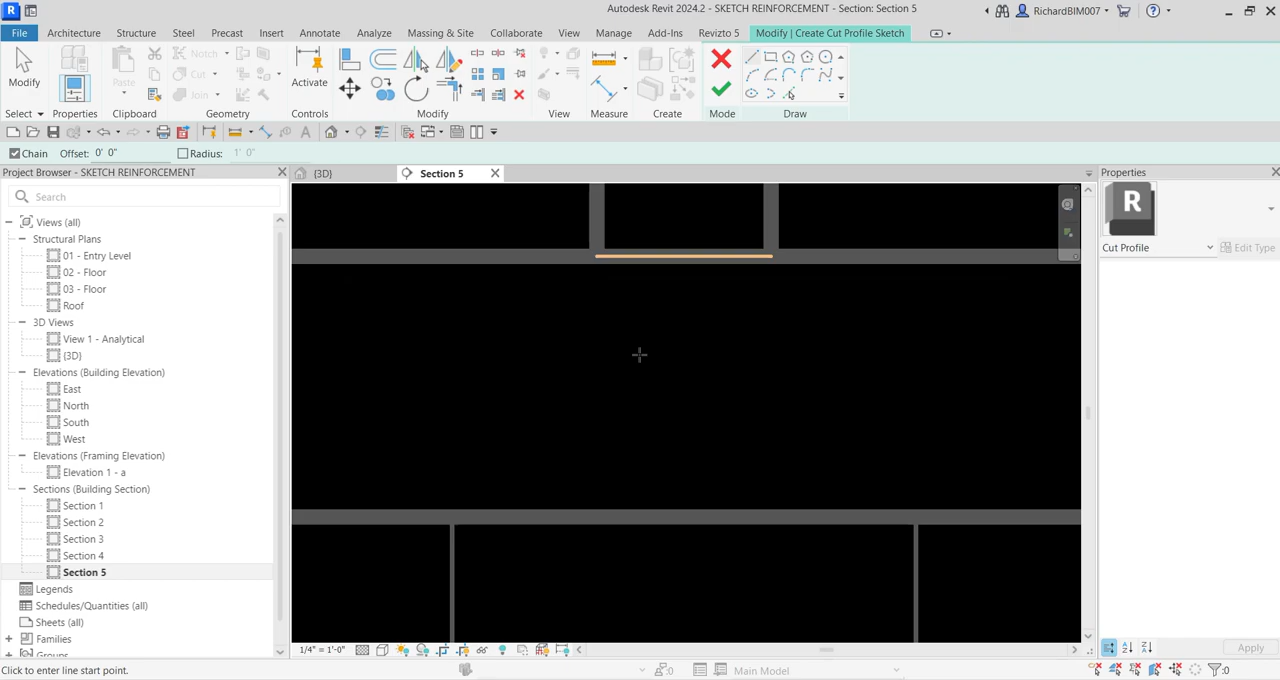 Autodesk Revit 2024.2 - SKETCH REINFORCEMENT - Section: Section 5
RichardBIM007
File
Architecture
Structure
Steel
Precast
Insert
Annotate
Analyze
Massing & Site
Collaborate
View
Manage
Add-Ins
Revizto 5
Modify | Create Cut Profile Sketch
Modify
Paste
Notch
Cut
Join
Activate
Select
Properties
Clipboard
Geometry
Controls
Modify
View
Measure
Create
Mode
Draw
Chain
Offset: 0' 0"
Radius: 1' 0"
Project Browser - SKETCH REINFORCEMENT
{3D}
Section 5
Properties
Search
Views (all)
Structural Plans
01 - Entry Level
02 - Floor
03 - Floor
Roof
3D Views
View 1 - Analytical
{3D}
Elevations (Building Elevation)
East
North
South
West
Elevations (Framing Elevation)
Elevation 1 - a
Sections (Building Section)
Section 1
Section 2
Section 3
Section 4
Section 5
Legends
Schedules/Quantities (all)
Sheets (all)
Families
Groups
R
Cut Profile
Edit Type
1/4" = 1'-0"
Apply
Click to enter line start point.
:0
Main Model
:0